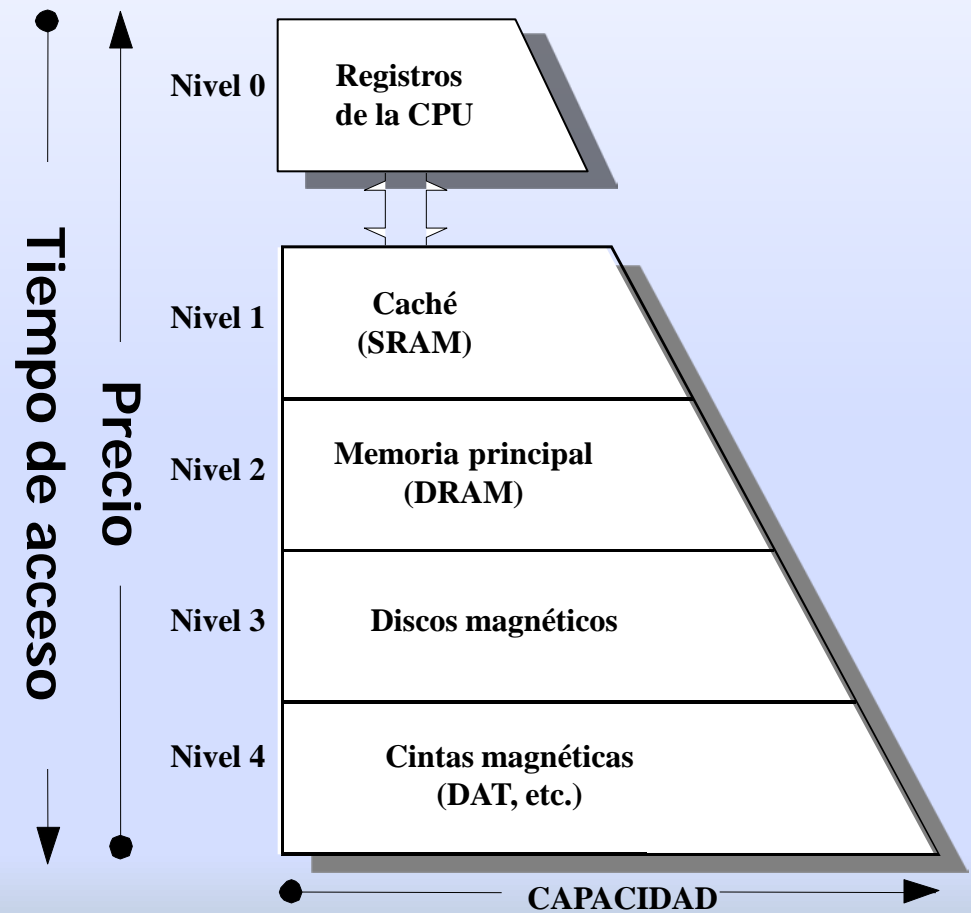 Tiempo de acceso
Precio
Nivel 0
Registros
de la CPU
Nivel 1
Caché
(SRAM)
Nivel 2
Memoria principal
(DRAM)
Nivel 3
Discos magnéticos
Nivel 4
Cintas magnéticas
(DAT, etc.)
CAPACIDAD